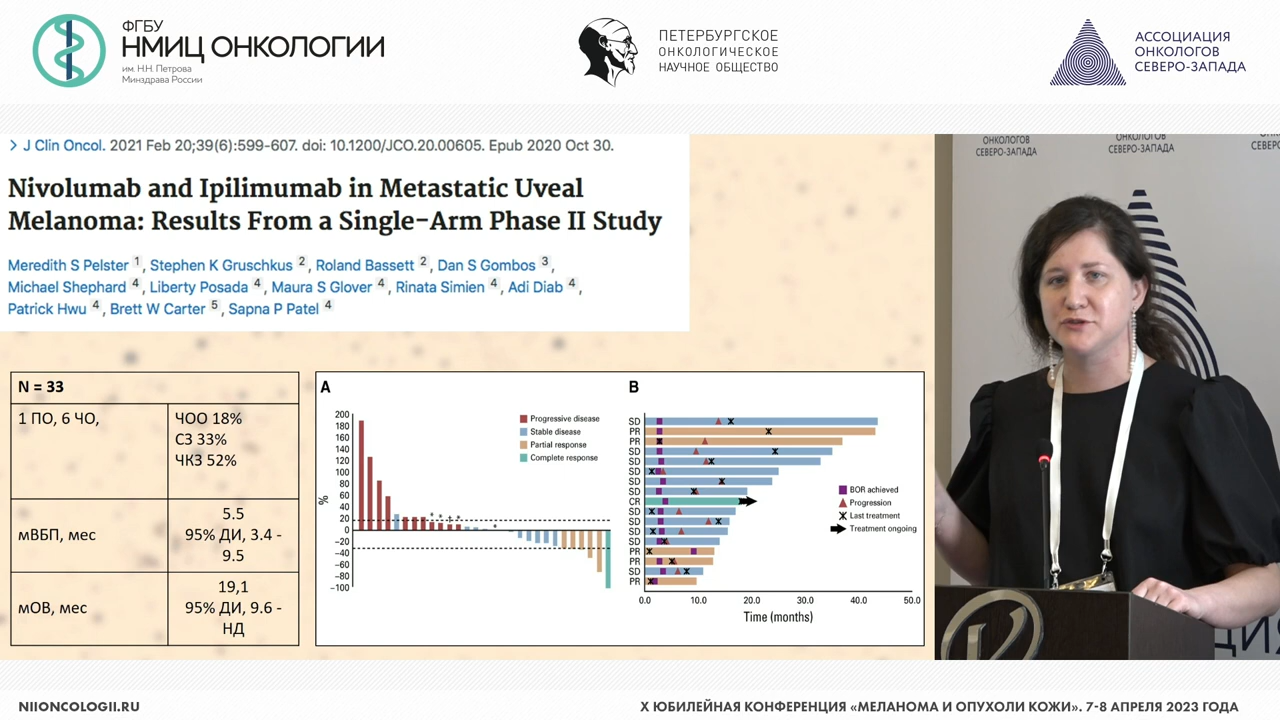 ФГБУ
НМИЦ ОНКОЛОГИИ
им. Н.Н. Петрова
Минздрава России
ПЕТЕРБУРГСКОЕ
ОНКОЛОГИЧЕСКОЕ
НАУЧНОЕ ОБЩЕСТВО
АССОЦИАЦИЯ
ОНКОЛОГОВ
СЕВЕРО-ЗАПАДА
> J Clin Oncol. 2021 Feb 20;39(6):599-607. doi: 10.1200/JCO.20.00605. Epub 2020 Oct 30.
Nivolumab and Ipilimumab in Metastatic Uveal
Melanoma: Results From a Single-Arm Phase II Study
Meredith S Pelster 1, Stephen K Gruschkus 2, Roland Bassett 2, Dan S Gombos 3,
Michael Shephard 4, Liberty Posada 4, Maura S Glover 4, Rinata Simien 4, Adi Diab 4,
Patrick Hwu 4, Brett W Carter 5, Sapna P Patel 4
N = 33
1 ПО, 6 ЧО,
ЧОО 18%
СЗ 33%
ЧКЗ 52%
мВБП, мес
5.5
95% ДИ, 3.4 -
9.5
мОВ, мес
19,1
95% ДИ, 9.6 -
НД
A
200
180
160
140
120
100
80
60
40
20
0
−20
−40
−60
−80
−100
%
Progressive disease
Stable disease
Partial response
Complete response
B
SD
PR
PR
SD
SD
SD
SD
SD
CR
SD
SD
SD
SD
PR
PR
SD
PR
BOR achieved
Progression
Last treatment
Treatment ongoing
0.0
10.0
20.0
30.0
40.0
50.0
Time (months)
ОНКОЛОГОВ
СЕВЕРО-ЗАПАДА
ОНКОЛОГОВ
СЕВЕРО-ЗАПАДА
СЕВЕРО
NIIONCOLOGII.RU
X ЮБИЛЕЙНАЯ КОНФЕРЕНЦИЯ «МЕЛАНОМА И ОПУХОЛИ КОЖИ». 7-8 АПРЕЛЯ 2023 ГОДА